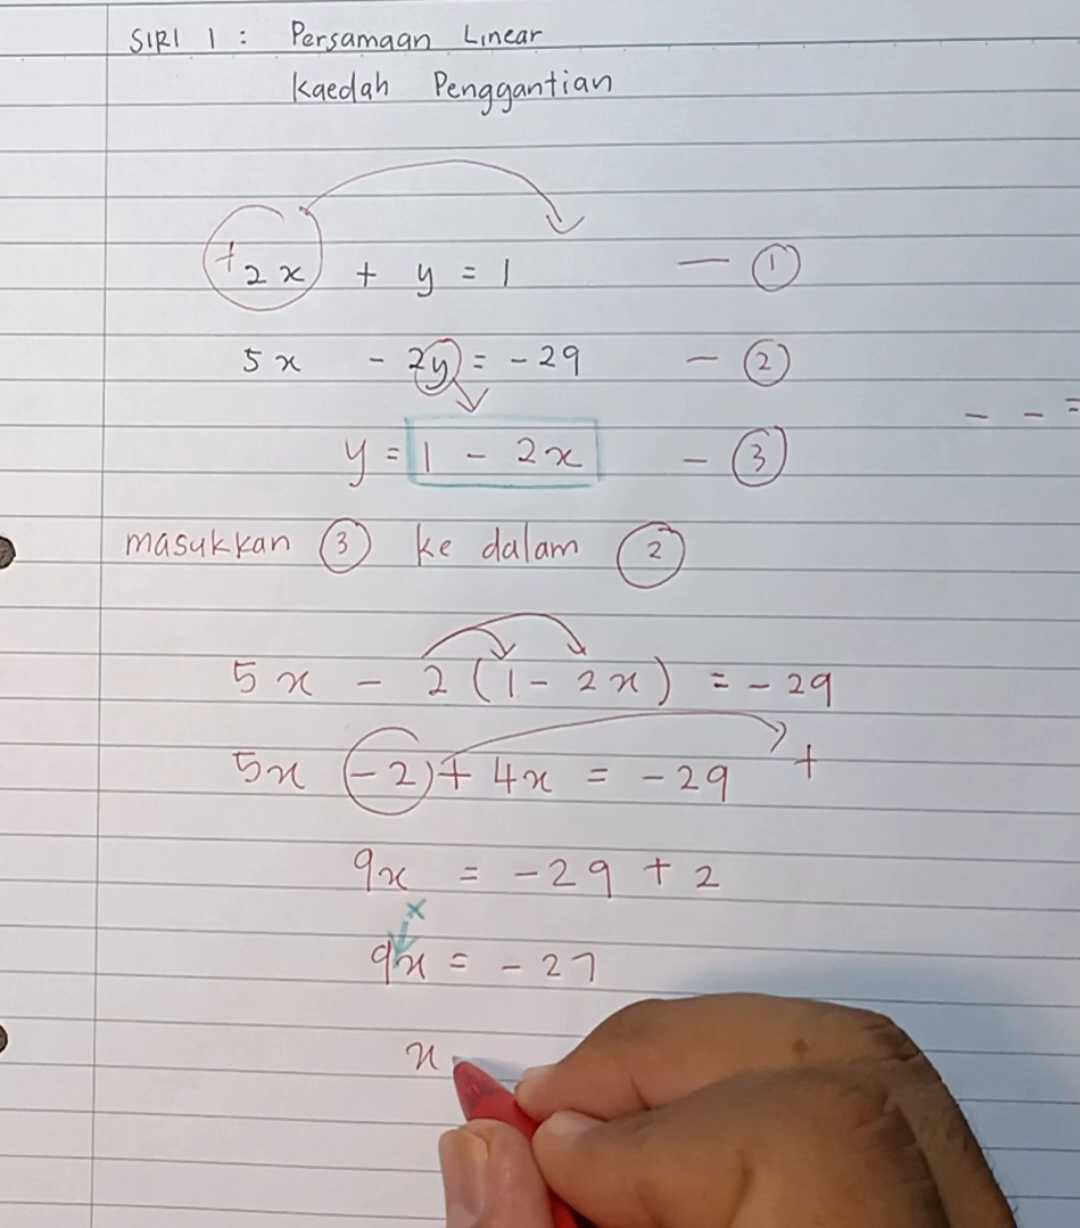 SIRI 1 : Persamaan Linear
Kaedah Penggantian
+2x + y = 1 — ①
5x - 2y = -29 — ②
- - =
y = 1 - 2x - ③
masukkan ③ ke dalam ②
5x - 2(1 - 2x) = -29
5x -2 + 4x = -29 +
9x = -29 + 2
x
9x = -27
x